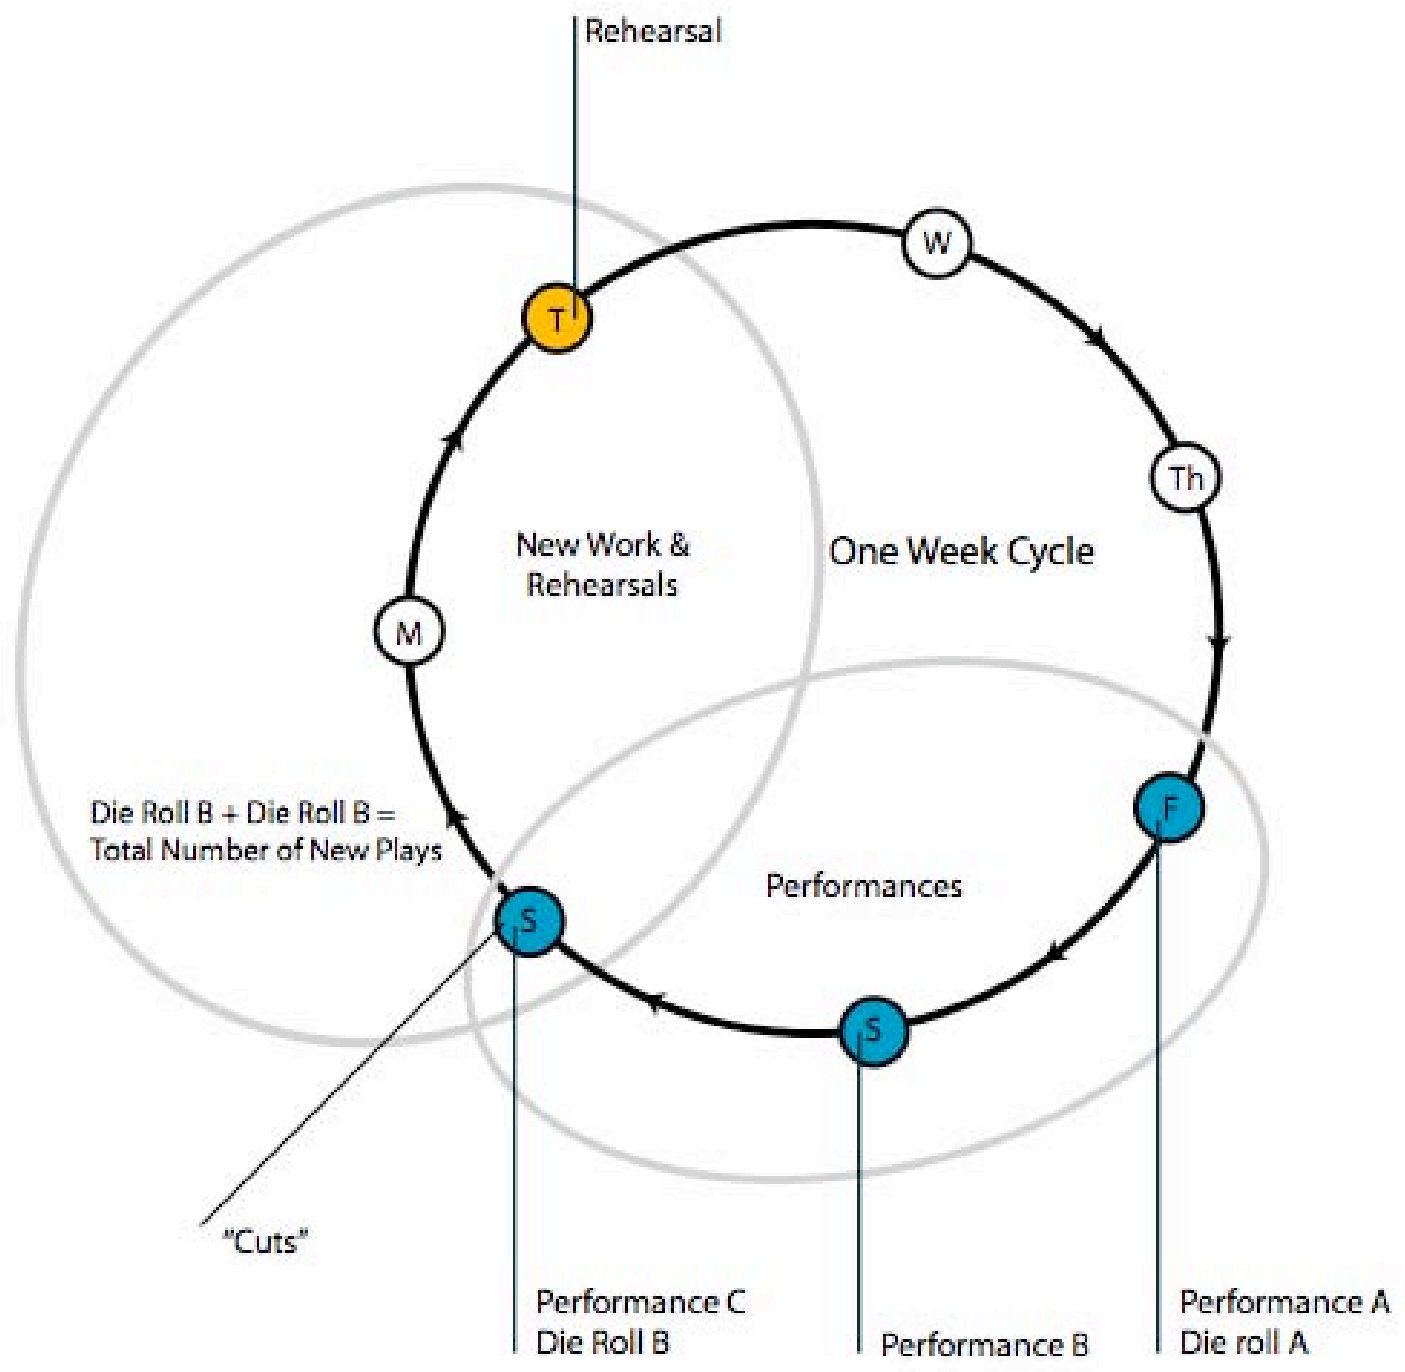 Rehearsal
W
T
Th
New Work &
Rehearsals
One Week Cycle
M
Die Roll B + Die Roll B =
Total Number of New Plays
F
Performances
S
S
"Cuts"
Performance C
Die Roll B
Performance B
Performance A
Die roll A